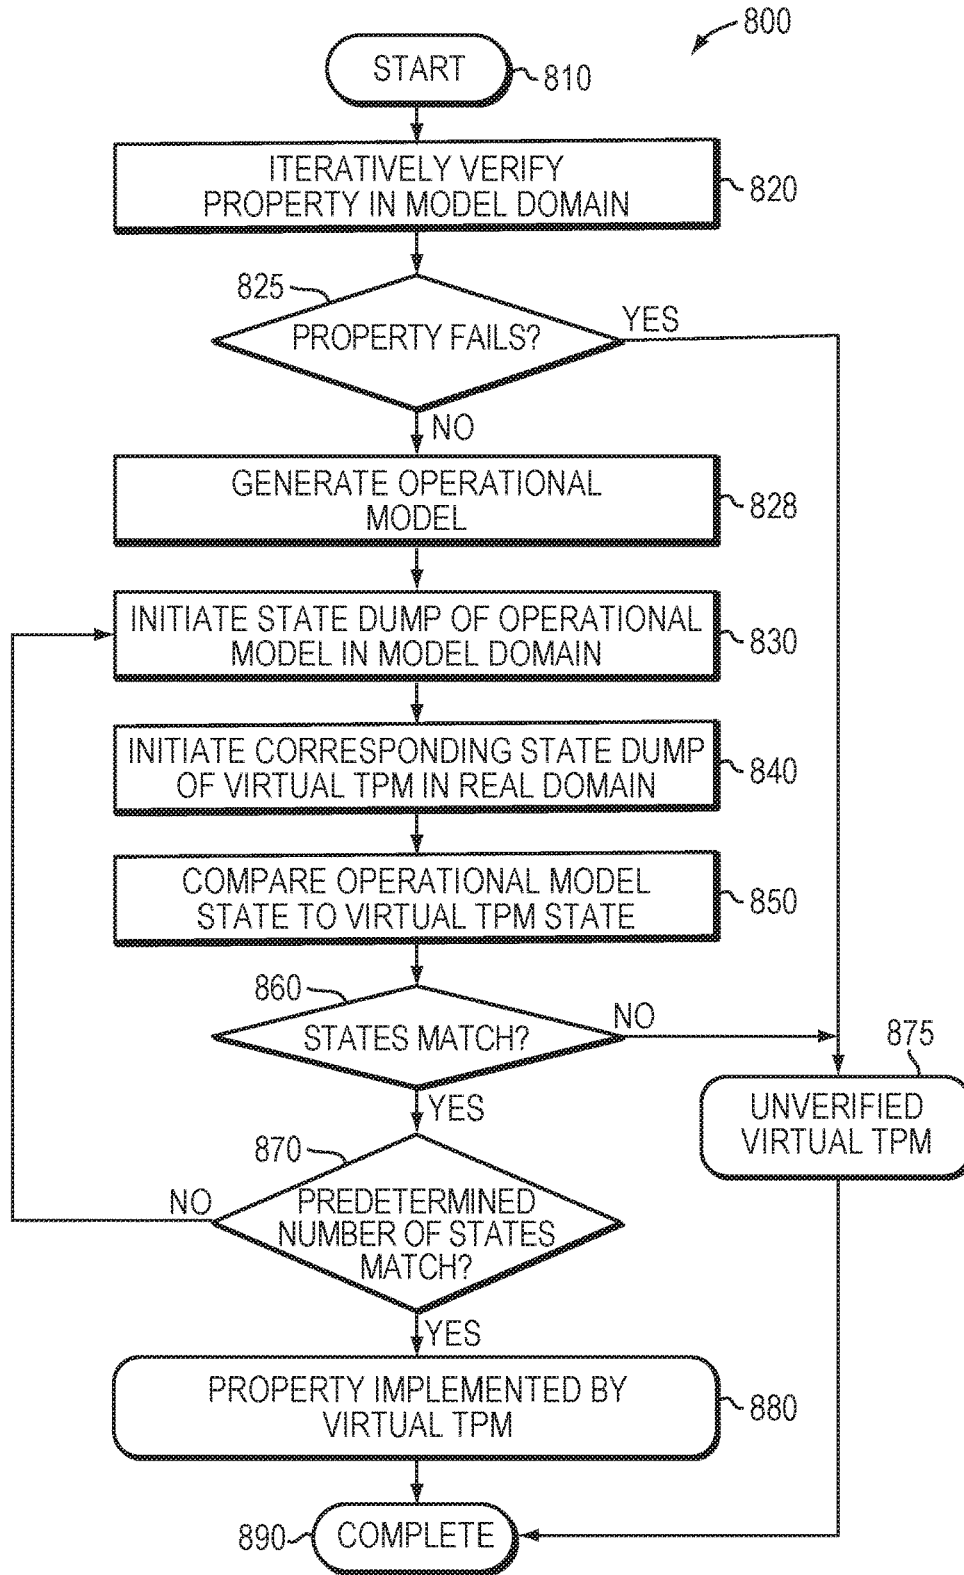 800
START
810
ITERATIVELY VERIFY
PROPERTY IN MODEL DOMAIN
820
825
PROPERTY FAILS?
YES
NO
GENERATE OPERATIONAL
MODEL
828
INITIATE STATE DUMP OF OPERATIONAL
MODEL IN MODEL DOMAIN
830
INITIATE CORRESPONDING STATE DUMP
OF VIRTUAL TPM IN REAL DOMAIN
840
COMPARE OPERATIONAL MODEL
STATE TO VIRTUAL TPM STATE
850
860
STATES MATCH?
NO
YES
875
UNVERIFIED
VIRTUAL TPM
870
PREDETERMINED
NUMBER OF STATES
MATCH?
NO
YES
PROPERTY IMPLEMENTED BY
VIRTUAL TPM
880
890
COMPLETE